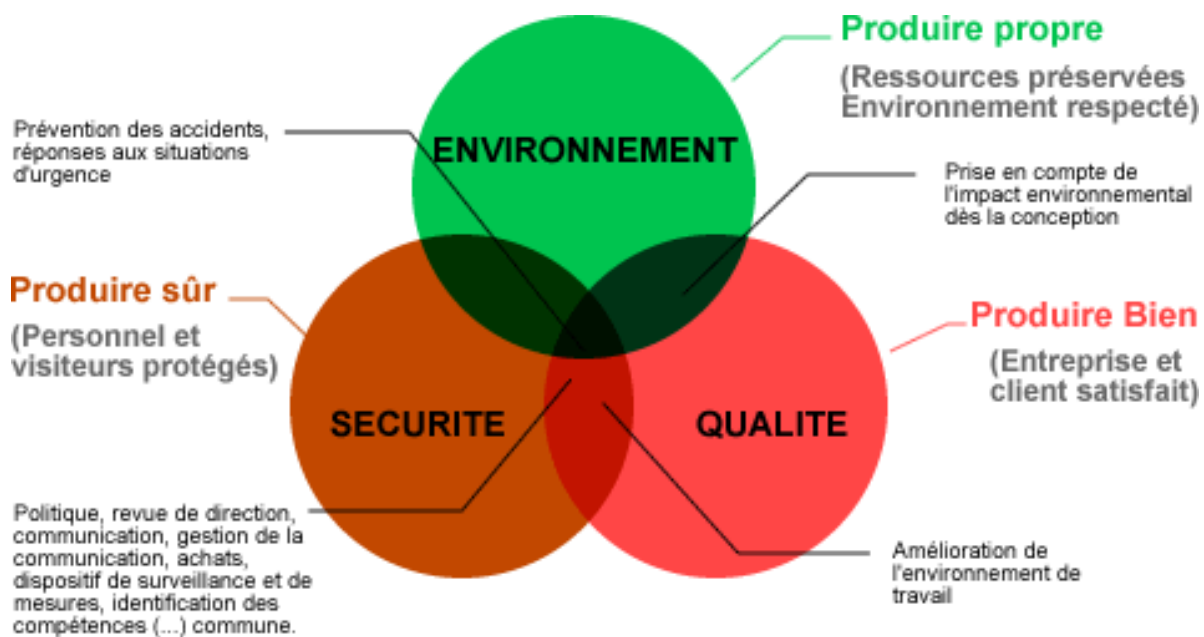 Produire propre
(Ressources préservées
Environnement respecté)
Prévention des accidents,
réponses aux situations
d'urgence
ENVIRONNEMENT
Prise en compte de
l'impact environnemental
dès la conception
Produire sûr
(Personnel et
visiteurs protégés)
Produire Bien
(Entreprise et
client satisfait)
SECURITE
QUALITE
Politique, revue de direction,
communication, gestion de la
communication, achats,
dispositif de surveillance et de
mesures, identification des
compétences (...) commune.
Amélioration de
l'environnement de
travail